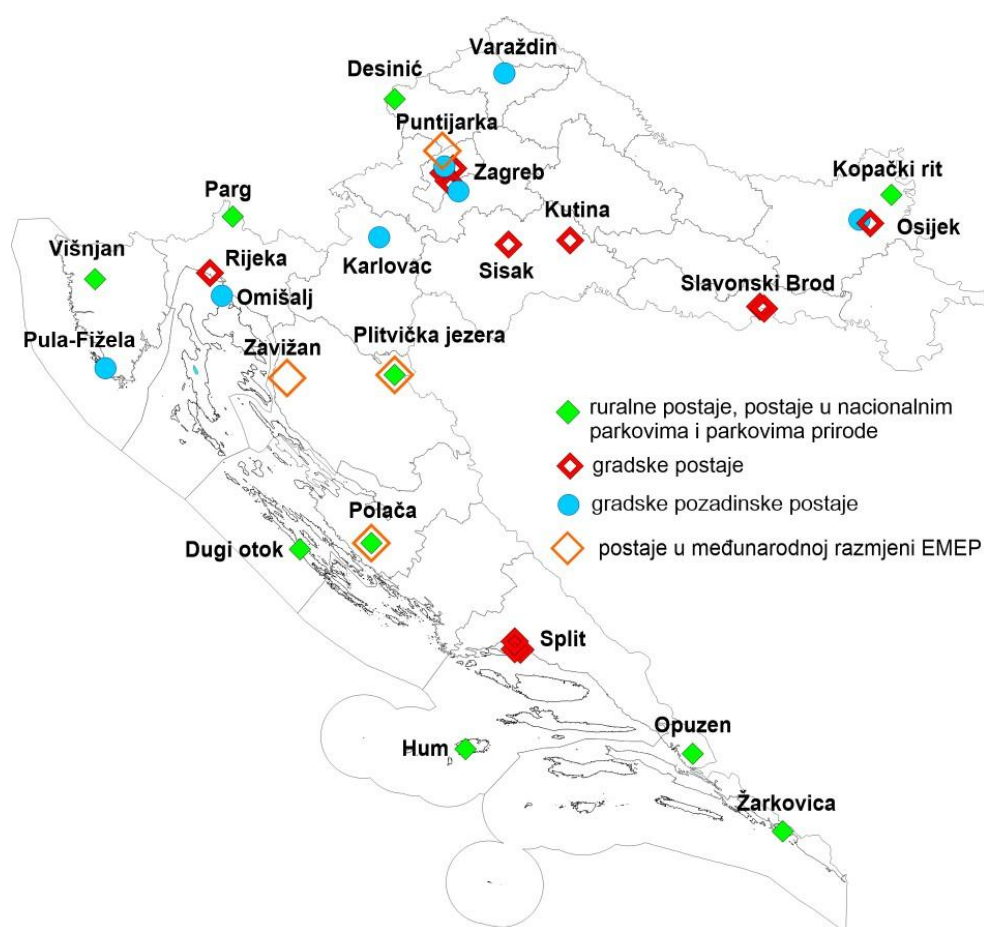 Varaždin
Desinić
Puntijarka
Zagreb
Kopački rit
Parg
Kutina
Osijek
Višnjan
Rijeka
Karlovac
Sisak
Slavonski Brod
Omišalj
Pula-Fižela
Zavižan
Plitvička jezera
ruralne postaje, postaje u nacionalnim
parkovima i parkovima prirode
gradske postaje
gradske pozadinske postaje
postaje u međunarodnoj razmjeni EMEP
Polača
Dugi otok
Split
Opuzen
Hum
Žarkovica